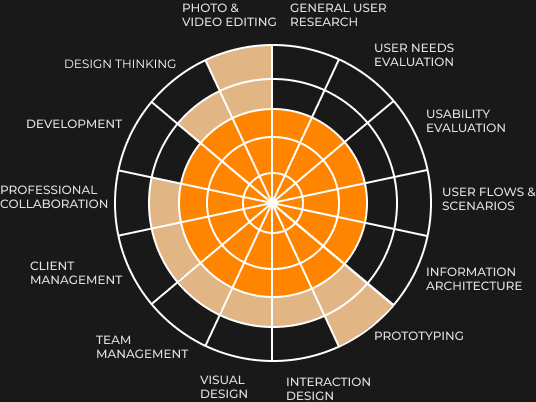 PHOTO &
VIDEO EDITING
GENERAL USER
RESEARCH
USER NEEDS
EVALUATION
USABILITY
EVALUATION
USER FLOWS &
SCENARIOS
INFORMATION
ARCHITECTURE
PROTOTYPING
INTERACTION
DESIGN
VISUAL
DESIGN
TEAM
MANAGEMENT
CLIENT
MANAGEMENT
PROFESSIONAL
COLLABORATION
DEVELOPMENT
DESIGN THINKING